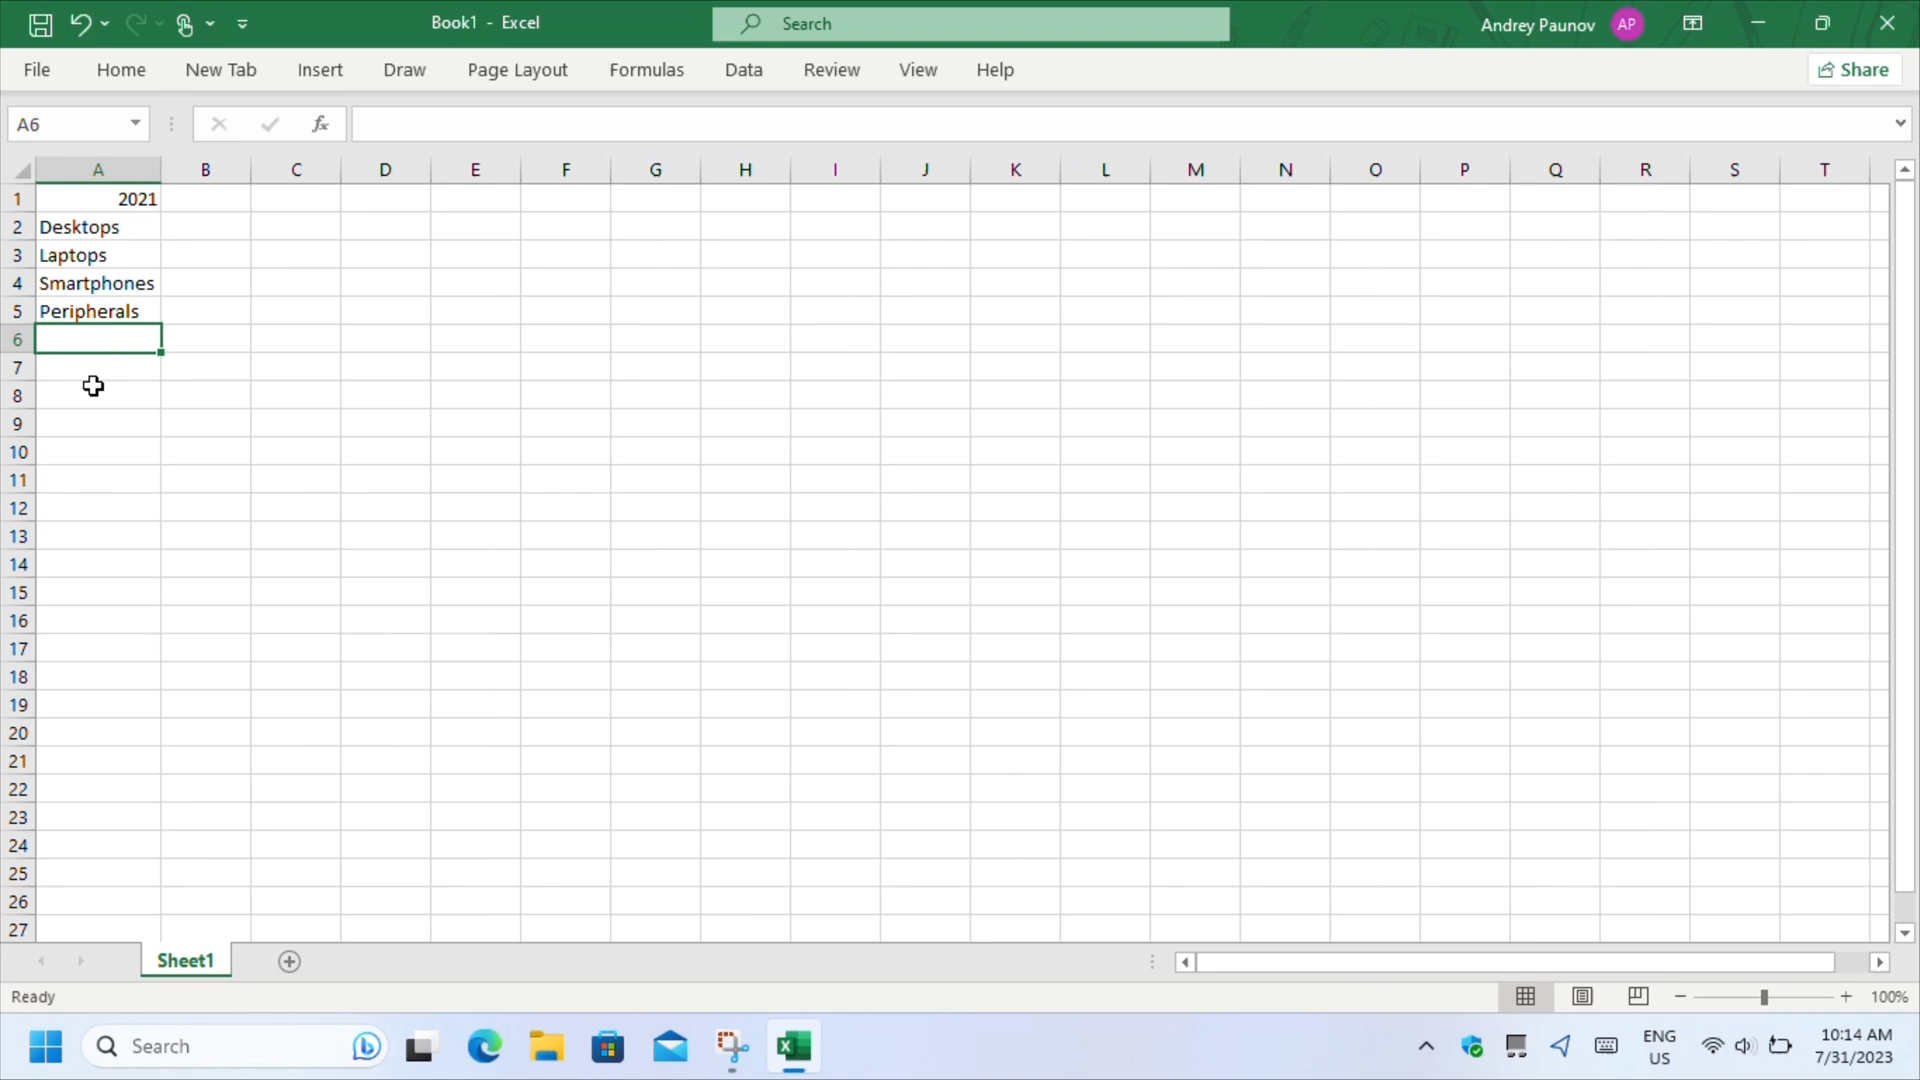 Book1 - Excel
Search
Andrey Paunov
AP
File Home New Tab Insert Draw Page Layout Formulas Data Review View Help
Share
A6
fx
A B C D E F G H I J K L M N O P Q R S T
1 2021
2 Desktops
3 Laptops
4 Smartphones
5 Peripherals
6
7
8
9
10
11
12
13
14
15
16
17
18
19
20
21
22
23
24
25
26
27
Sheet1
Ready
100%
Search
ENG
US
10:14 AM
7/31/2023